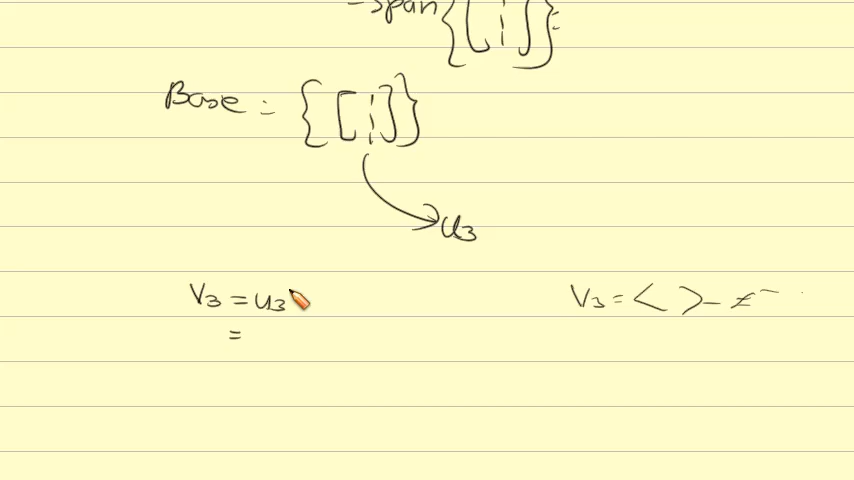 =span{[ ¦ ]}=
Base = {[ ¦ ]}
u3
V3 = u3
=
V3 = < > -